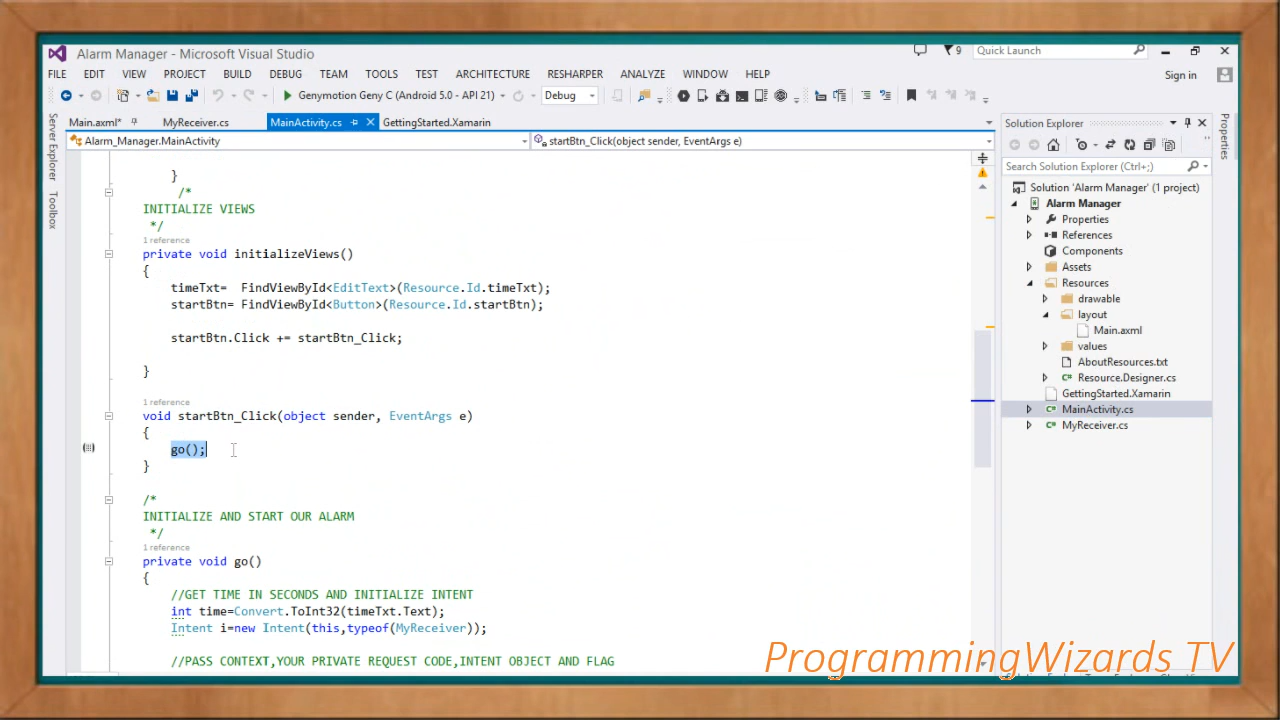 Alarm Manager - Microsoft Visual Studio
9
Quick Launch
FILE EDIT VIEW PROJECT BUILD DEBUG TEAM TOOLS TEST ARCHITECTURE RESHARPER ANALYZE WINDOW HELP
Sign in
Genymotion Geny C (Android 5.0 - API 21)
Debug
Server Explorer
Toolbox
Main.axml*
MyReceiver.cs
MainActivity.cs
GettingStarted.Xamarin
Alarm_Manager.MainActivity
startBtn_Click(object sender, EventArgs e)
}
/*
INITIALIZE VIEWS
*/
1 reference
private void initializeViews()
{
timeTxt= FindViewById<EditText>(Resource.Id.timeTxt);
startBtn= FindViewById<Button>(Resource.Id.startBtn);
startBtn.Click += startBtn_Click;
}
1 reference
void startBtn_Click(object sender, EventArgs e)
{
go();
}
/*
INITIALIZE AND START OUR ALARM
*/
1 reference
private void go()
{
//GET TIME IN SECONDS AND INITIALIZE INTENT
int time=Convert.ToInt32(timeTxt.Text);
Intent i=new Intent(this,typeof(MyReceiver));
//PASS CONTEXT,YOUR PRIVATE REQUEST CODE,INTENT OBJECT AND FLAG
Solution Explorer
Search Solution Explorer (Ctrl+;)
Solution 'Alarm Manager' (1 project)
Alarm Manager
Properties
References
Components
Assets
Resources
drawable
layout
Main.axml
values
AboutResources.txt
Resource.Designer.cs
GettingStarted.Xamarin
MainActivity.cs
MyReceiver.cs
Properties
ProgrammingWizards TV